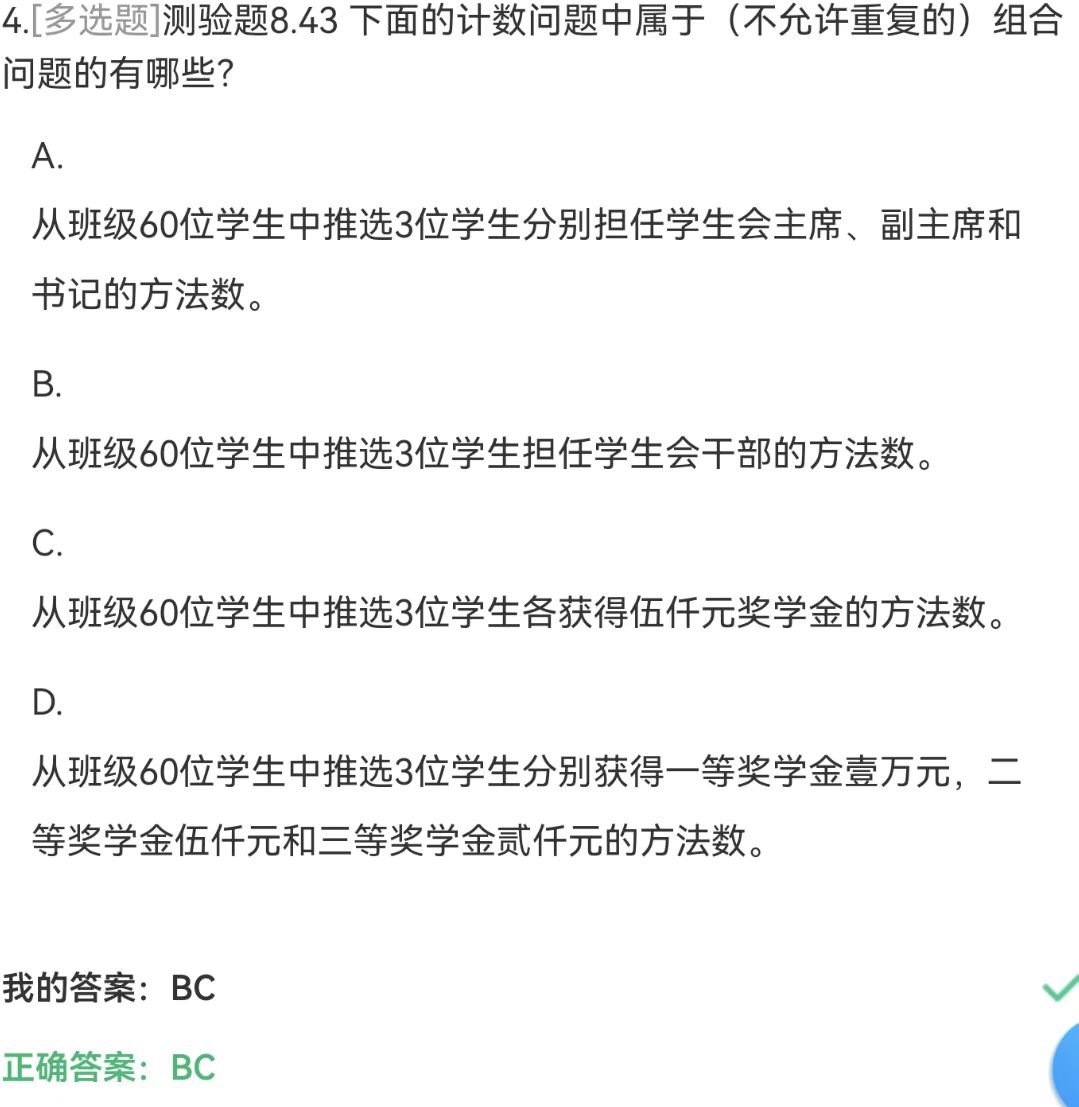 4.[多选题]测验题8.43 下面的计数问题中属于（不允许重复的）组合
问题的有哪些？
A.
从班级60位学生中推选3位学生分别担任学生会主席、副主席和
书记的方法数。
B.
从班级60位学生中推选3位学生担任学生会干部的方法数。
C.
从班级60位学生中推选3位学生各获得伍仟元奖学金的方法数。
D.
从班级60位学生中推选3位学生分别获得一等奖学金壹万元，二
等奖学金伍仟元和三等奖学金贰仟元的方法数。
我的答案：BC
正确答案：BC